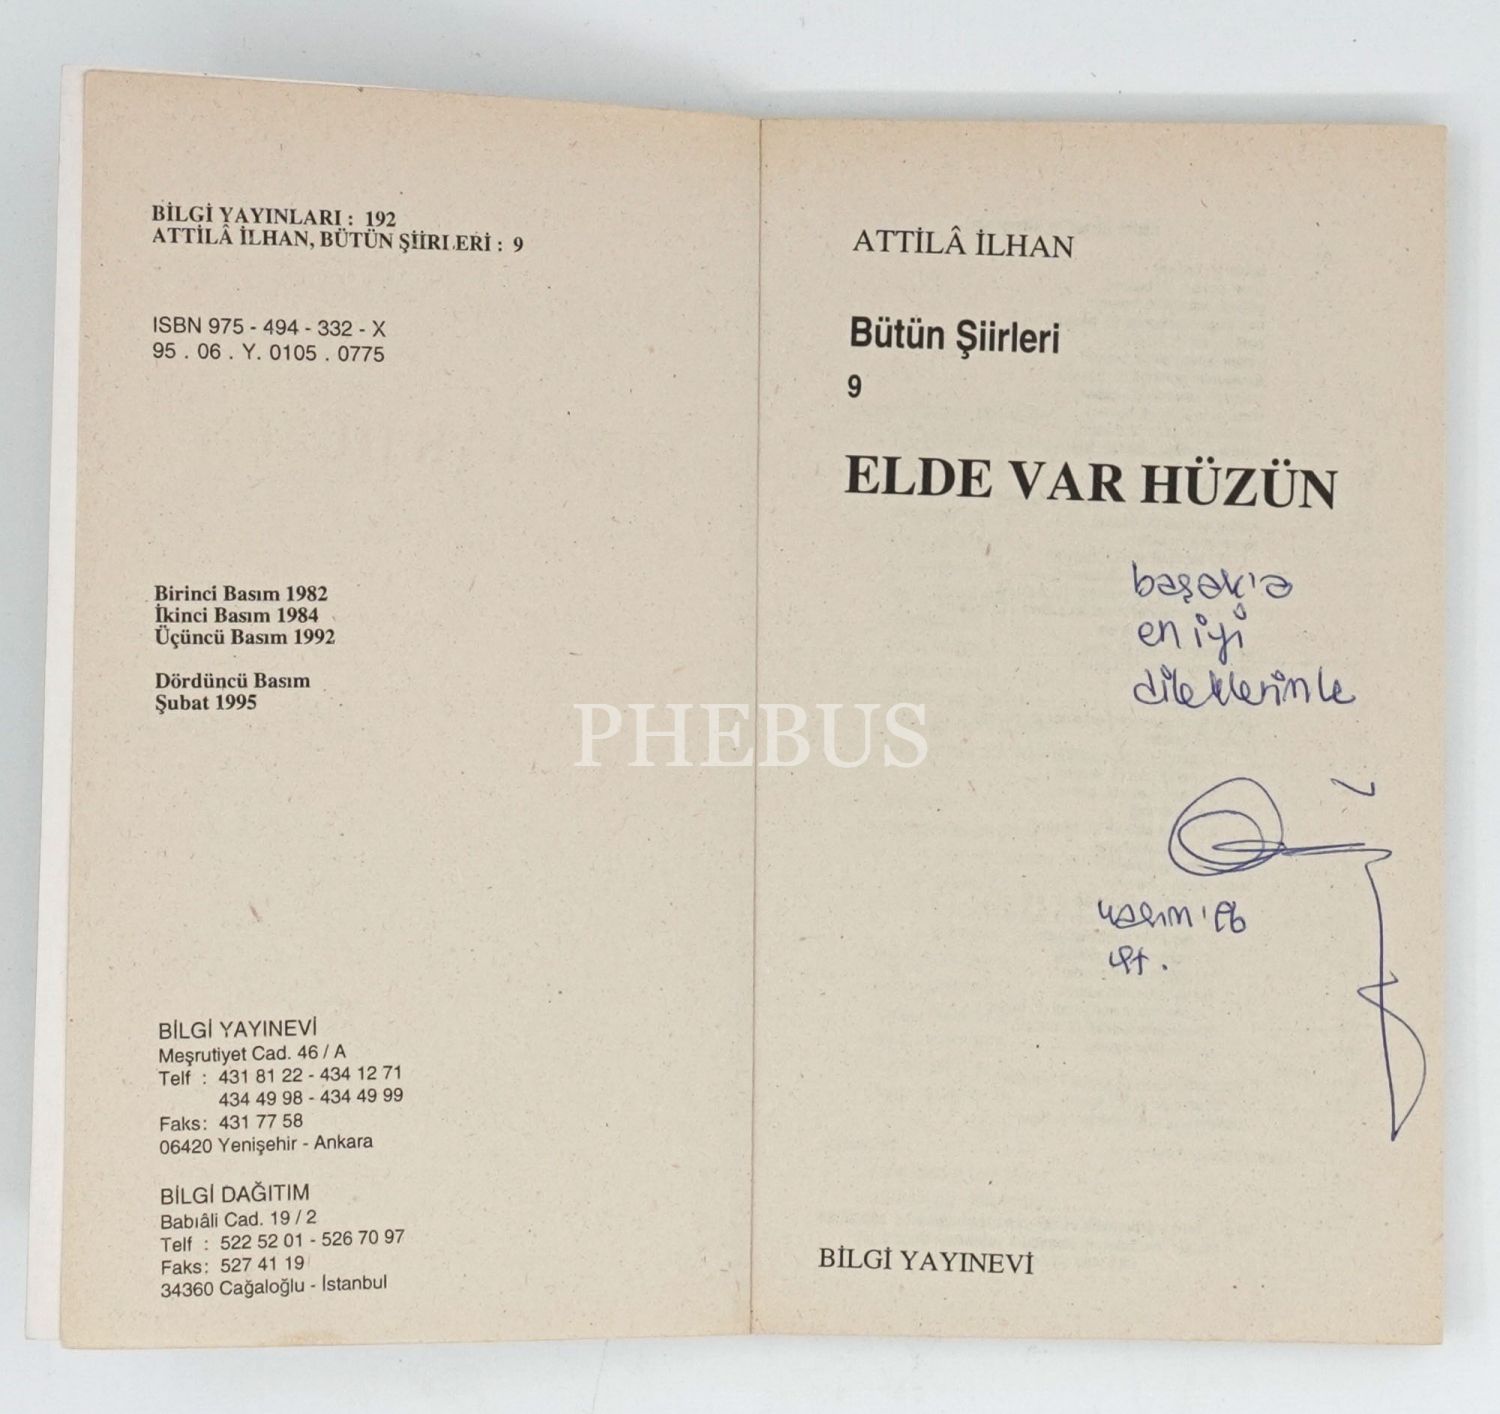 BİLGİ YAYINLARI : 192
ATTİLÂ İLHAN, BÜTÜN ŞİİRLERİ : 9
ISBN 975 - 494 - 332 - X
95 . 06 . Y. 0105 . 0775
Birinci Basım 1982
İkinci Basım 1984
Üçüncü Basım 1992
Dördüncü Basım
Şubat 1995
BİLGİ YAYINEVİ
Meşrutiyet Cad. 46 / A
Telf : 431 81 22 - 434 12 71
434 49 98 - 434 49 99
Faks: 431 77 58
06420 Yenişehir - Ankara
BİLGİ DAĞITIM
Babıâli Cad. 19 / 2
Telf : 522 52 01 - 526 70 97
Faks: 527 41 19
34360 Cağaloğlu - İstanbul
ATTİLÂ İLHAN
Bütün Şiirleri
9
ELDE VAR HÜZÜN
başak'a
en iyi
dileklerimle
BİLGİ YAYINEVİ
PHEBUS